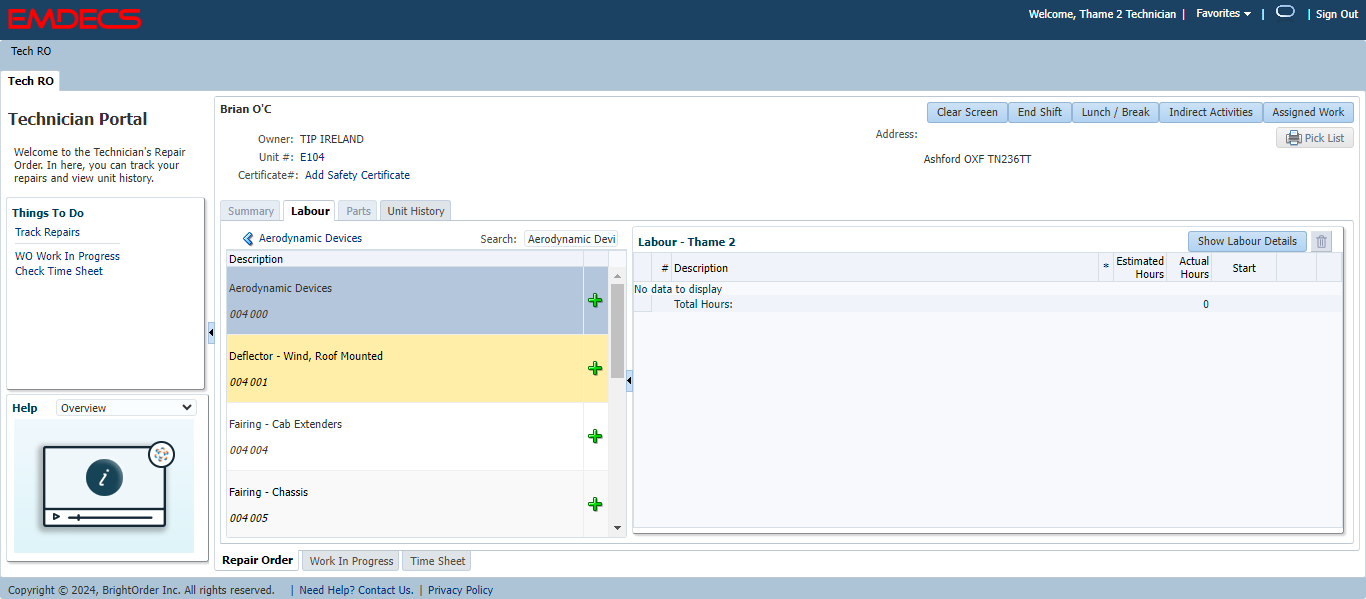 EMDECS
Welcome, Thame 2 Technician | Favorites | | Sign Out
Tech RO
Tech RO
Technician Portal
Welcome to the Technician's Repair
Order. In here, you can track your
repairs and view unit history.
Things To Do
Track Repairs
WO Work In Progress
Check Time Sheet
Help Overview
i
Brian O'C
Clear Screen End Shift Lunch / Break Indirect Activities Assigned Work
Pick List
Owner: TIP IRELAND
Unit #: E104
Certificate#: Add Safety Certificate
Address:
Ashford OXF TN236TT
Summary Labour Parts Unit History
Aerodynamic Devices Search: Aerodynamic Devi
Description
Aerodynamic Devices
004 000
Deflector - Wind, Roof Mounted
004 001
Fairing - Cab Extenders
004 004
Fairing - Chassis
004 005
Labour - Thame 2 Show Labour Details
# Description * Estimated Hours Actual Hours Start
No data to display
Total Hours: 0
Repair Order Work In Progress Time Sheet
Copyright © 2024, BrightOrder Inc. All rights reserved. | Need Help? Contact Us. | Privacy Policy